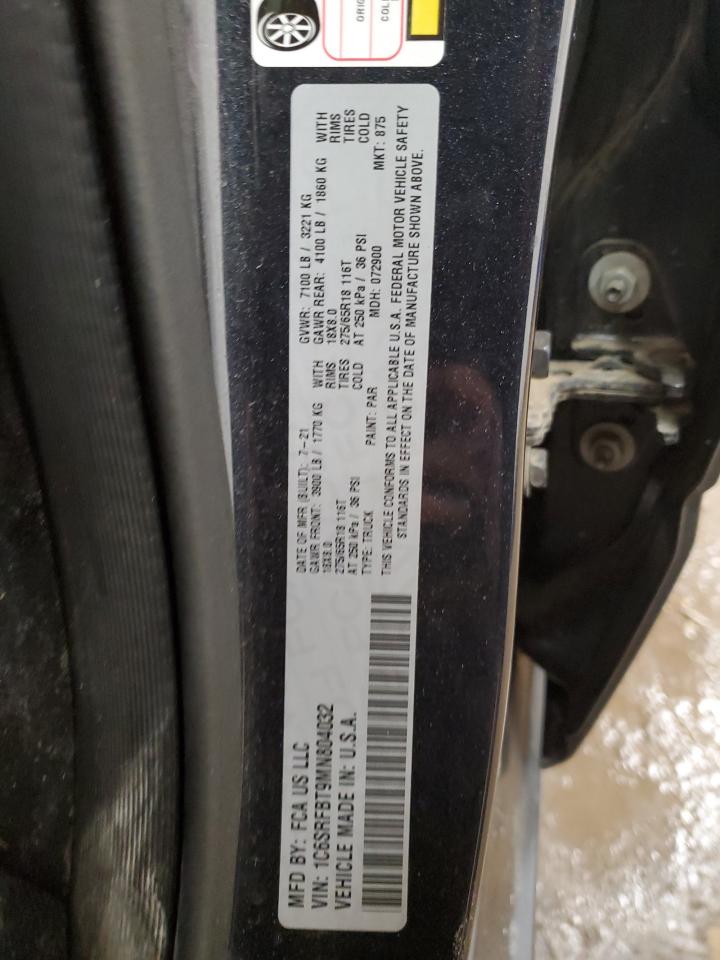 ORIG
COLD
MFD BY: FCA US LLC
VIN: 1C6SRFBT9MN804032
VEHICLE MADE IN: U.S.A.
DATE OF MFR (BUILT): 7-21 GVWR: 7100 LB / 3221 KG
GAWR FRONT: 3900 LB / 1770 KG WITH GAWR REAR: 4100 LB / 1860 KG WITH
18X8.0 RIMS 18X8.0 RIMS
275/65R18 116T TIRES 275/65R18 116T TIRES
AT 250 kPa / 36 PSI COLD AT 250 kPa / 36 PSI COLD
TYPE: TRUCK PAINT: PAR MDH: 072900 MKT: 875
THIS VEHICLE CONFORMS TO ALL APPLICABLE U.S.A. FEDERAL MOTOR VEHICLE SAFETY
STANDARDS IN EFFECT ON THE DATE OF MANUFACTURE SHOWN ABOVE.